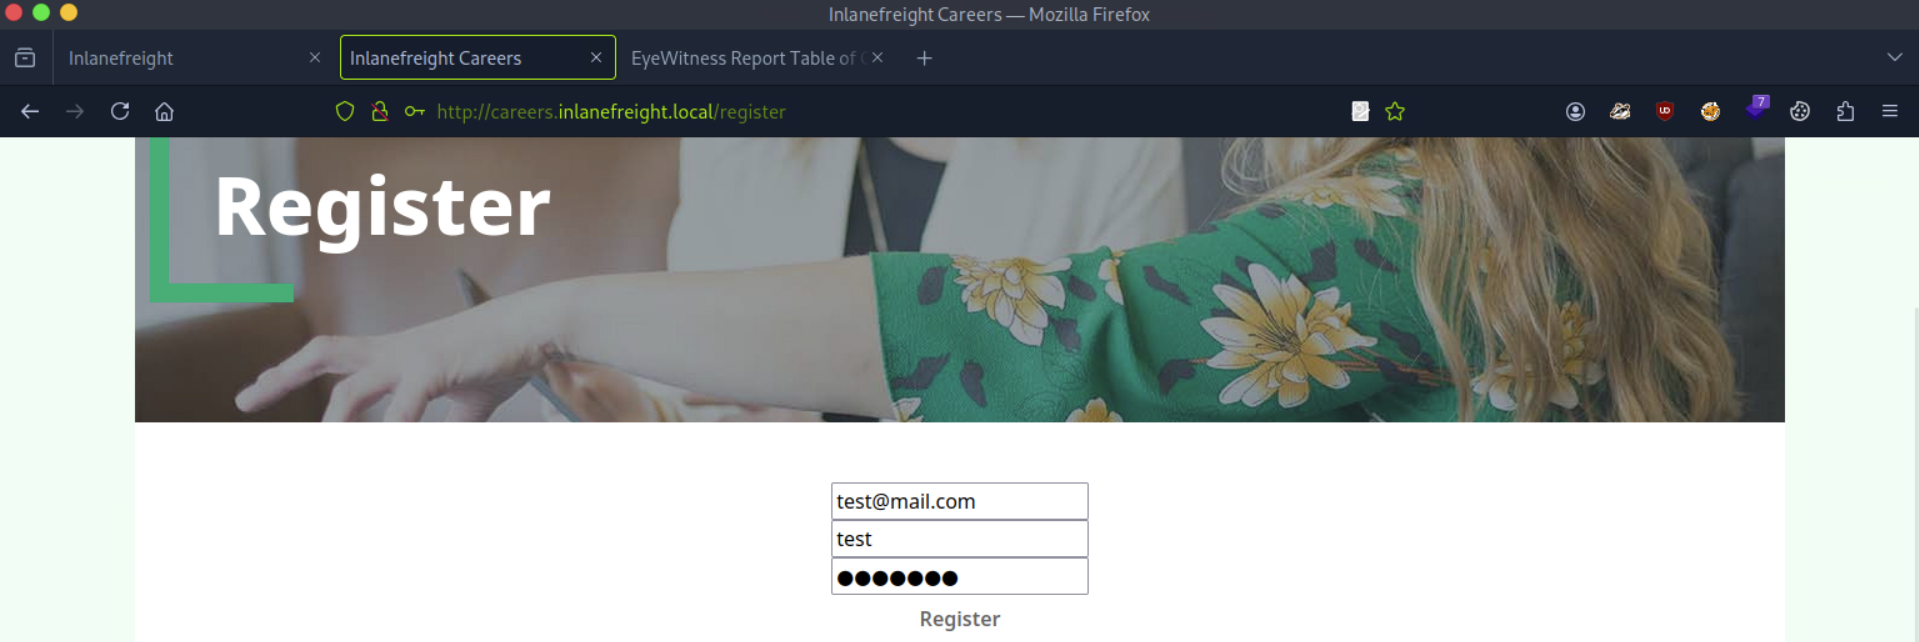 Inlanefreight Careers — Mozilla Firefox
Inlanefreight
Inlanefreight Careers
EyeWitness Report Table of
http://careers.inlanefreight.local/register
7
Register
test@mail.com
test
●●●●●●●
Register